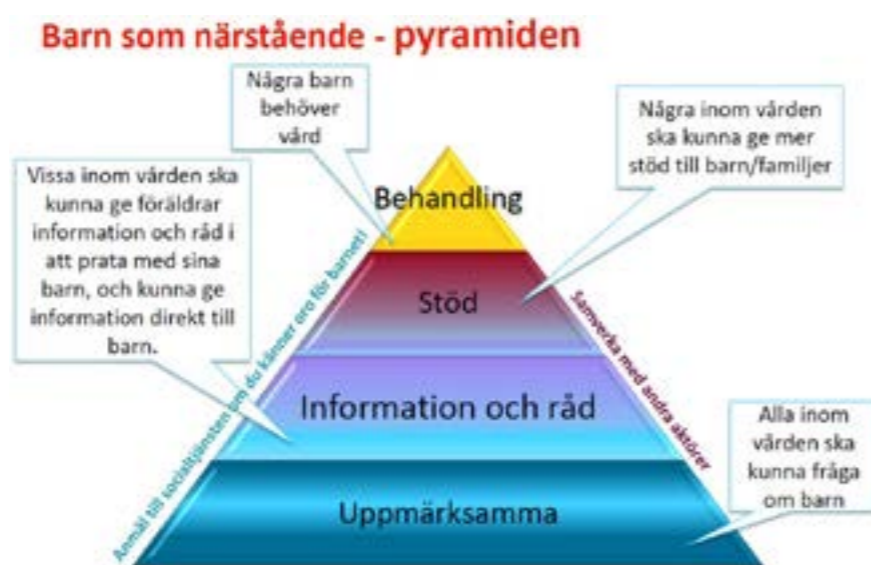 Barn som närstående - pyramiden
Några barn
behöver
vård
Några inom vården
ska kunna ge mer
stöd till barn/familjer
Vissa inom vården ska
kunna ge föräldrar
information och råd i
att prata med sina
barn, och kunna ge
information direkt till
barn.
Behandling
Stöd
Information och råd
Uppmärksamma
Anmäl till socialtjänsten om du känner oro för barnet!
Samverka med andra aktörer
Alla inom
vården ska
kunna fråga
om barn